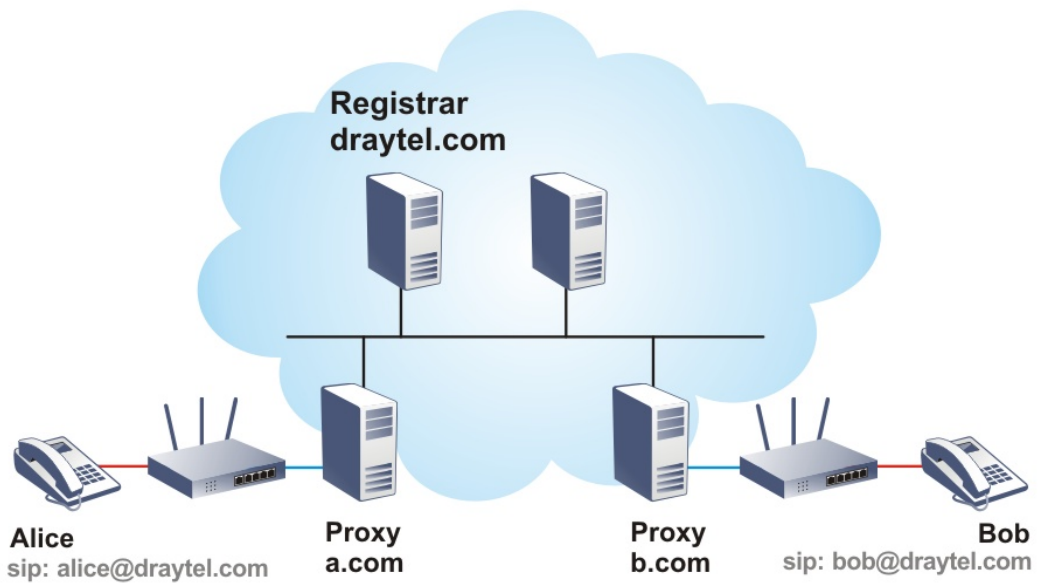 Registrar
draytel.com
Alice
sip: alice@draytel.com
Proxy
a.com
Proxy
b.com
Bob
sip: bob@draytel.com